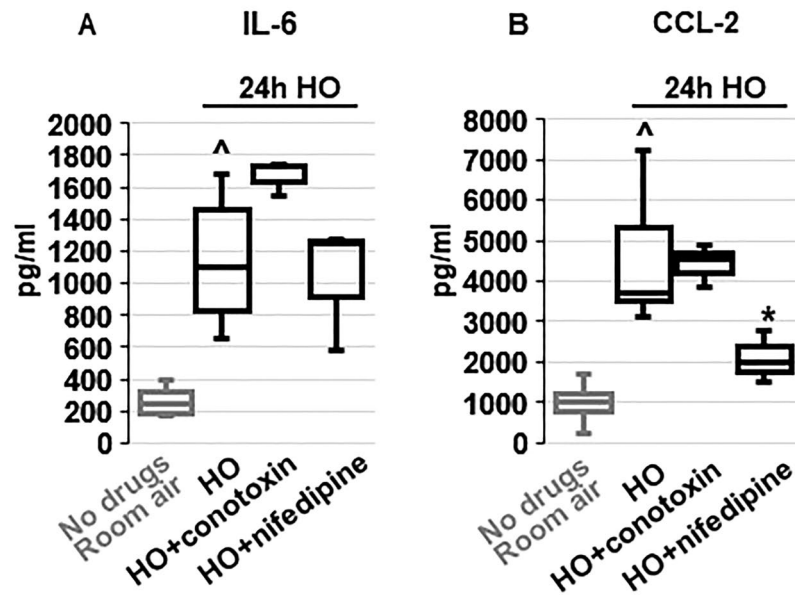 A IL-6
24h HO
^
2000
1800
1600
1400
1200
1000
800
600
400
200
0
pg/ml
No drugs
Room air
HO
HO+conotoxin
HO+nifedipine
B CCL-2
24h HO
^
*
8000
7000
6000
5000
4000
3000
2000
1000
0
pg/ml
No drugs
Room air
HO
HO+conotoxin
HO+nifedipine